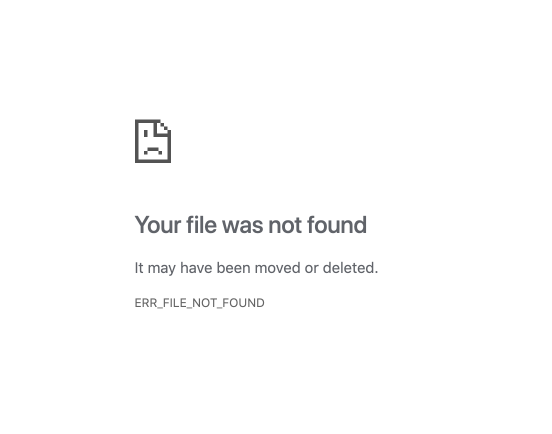 Your file was not found
It may have been moved or deleted.
ERR_FILE_NOT_FOUND